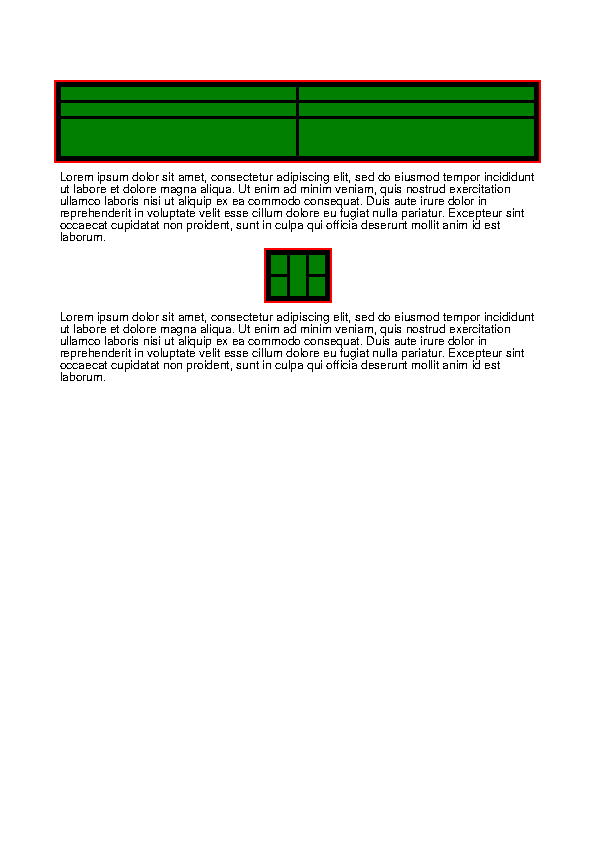 Lorem ipsum dolor sit amet, consectetur adipiscing elit, sed do eiusmod tempor incididunt
ut labore et dolore magna aliqua. Ut enim ad minim veniam, quis nostrud exercitation
ullamco laboris nisi ut aliquip ex ea commodo consequat. Duis aute irure dolor in
reprehenderit in voluptate velit esse cillum dolore eu fugiat nulla pariatur. Excepteur sint
occaecat cupidatat non proident, sunt in culpa qui officia deserunt mollit anim id est
laborum.
Lorem ipsum dolor sit amet, consectetur adipiscing elit, sed do eiusmod tempor incididunt
ut labore et dolore magna aliqua. Ut enim ad minim veniam, quis nostrud exercitation
ullamco laboris nisi ut aliquip ex ea commodo consequat. Duis aute irure dolor in
reprehenderit in voluptate velit esse cillum dolore eu fugiat nulla pariatur. Excepteur sint
occaecat cupidatat non proident, sunt in culpa qui officia deserunt mollit anim id est
laborum.